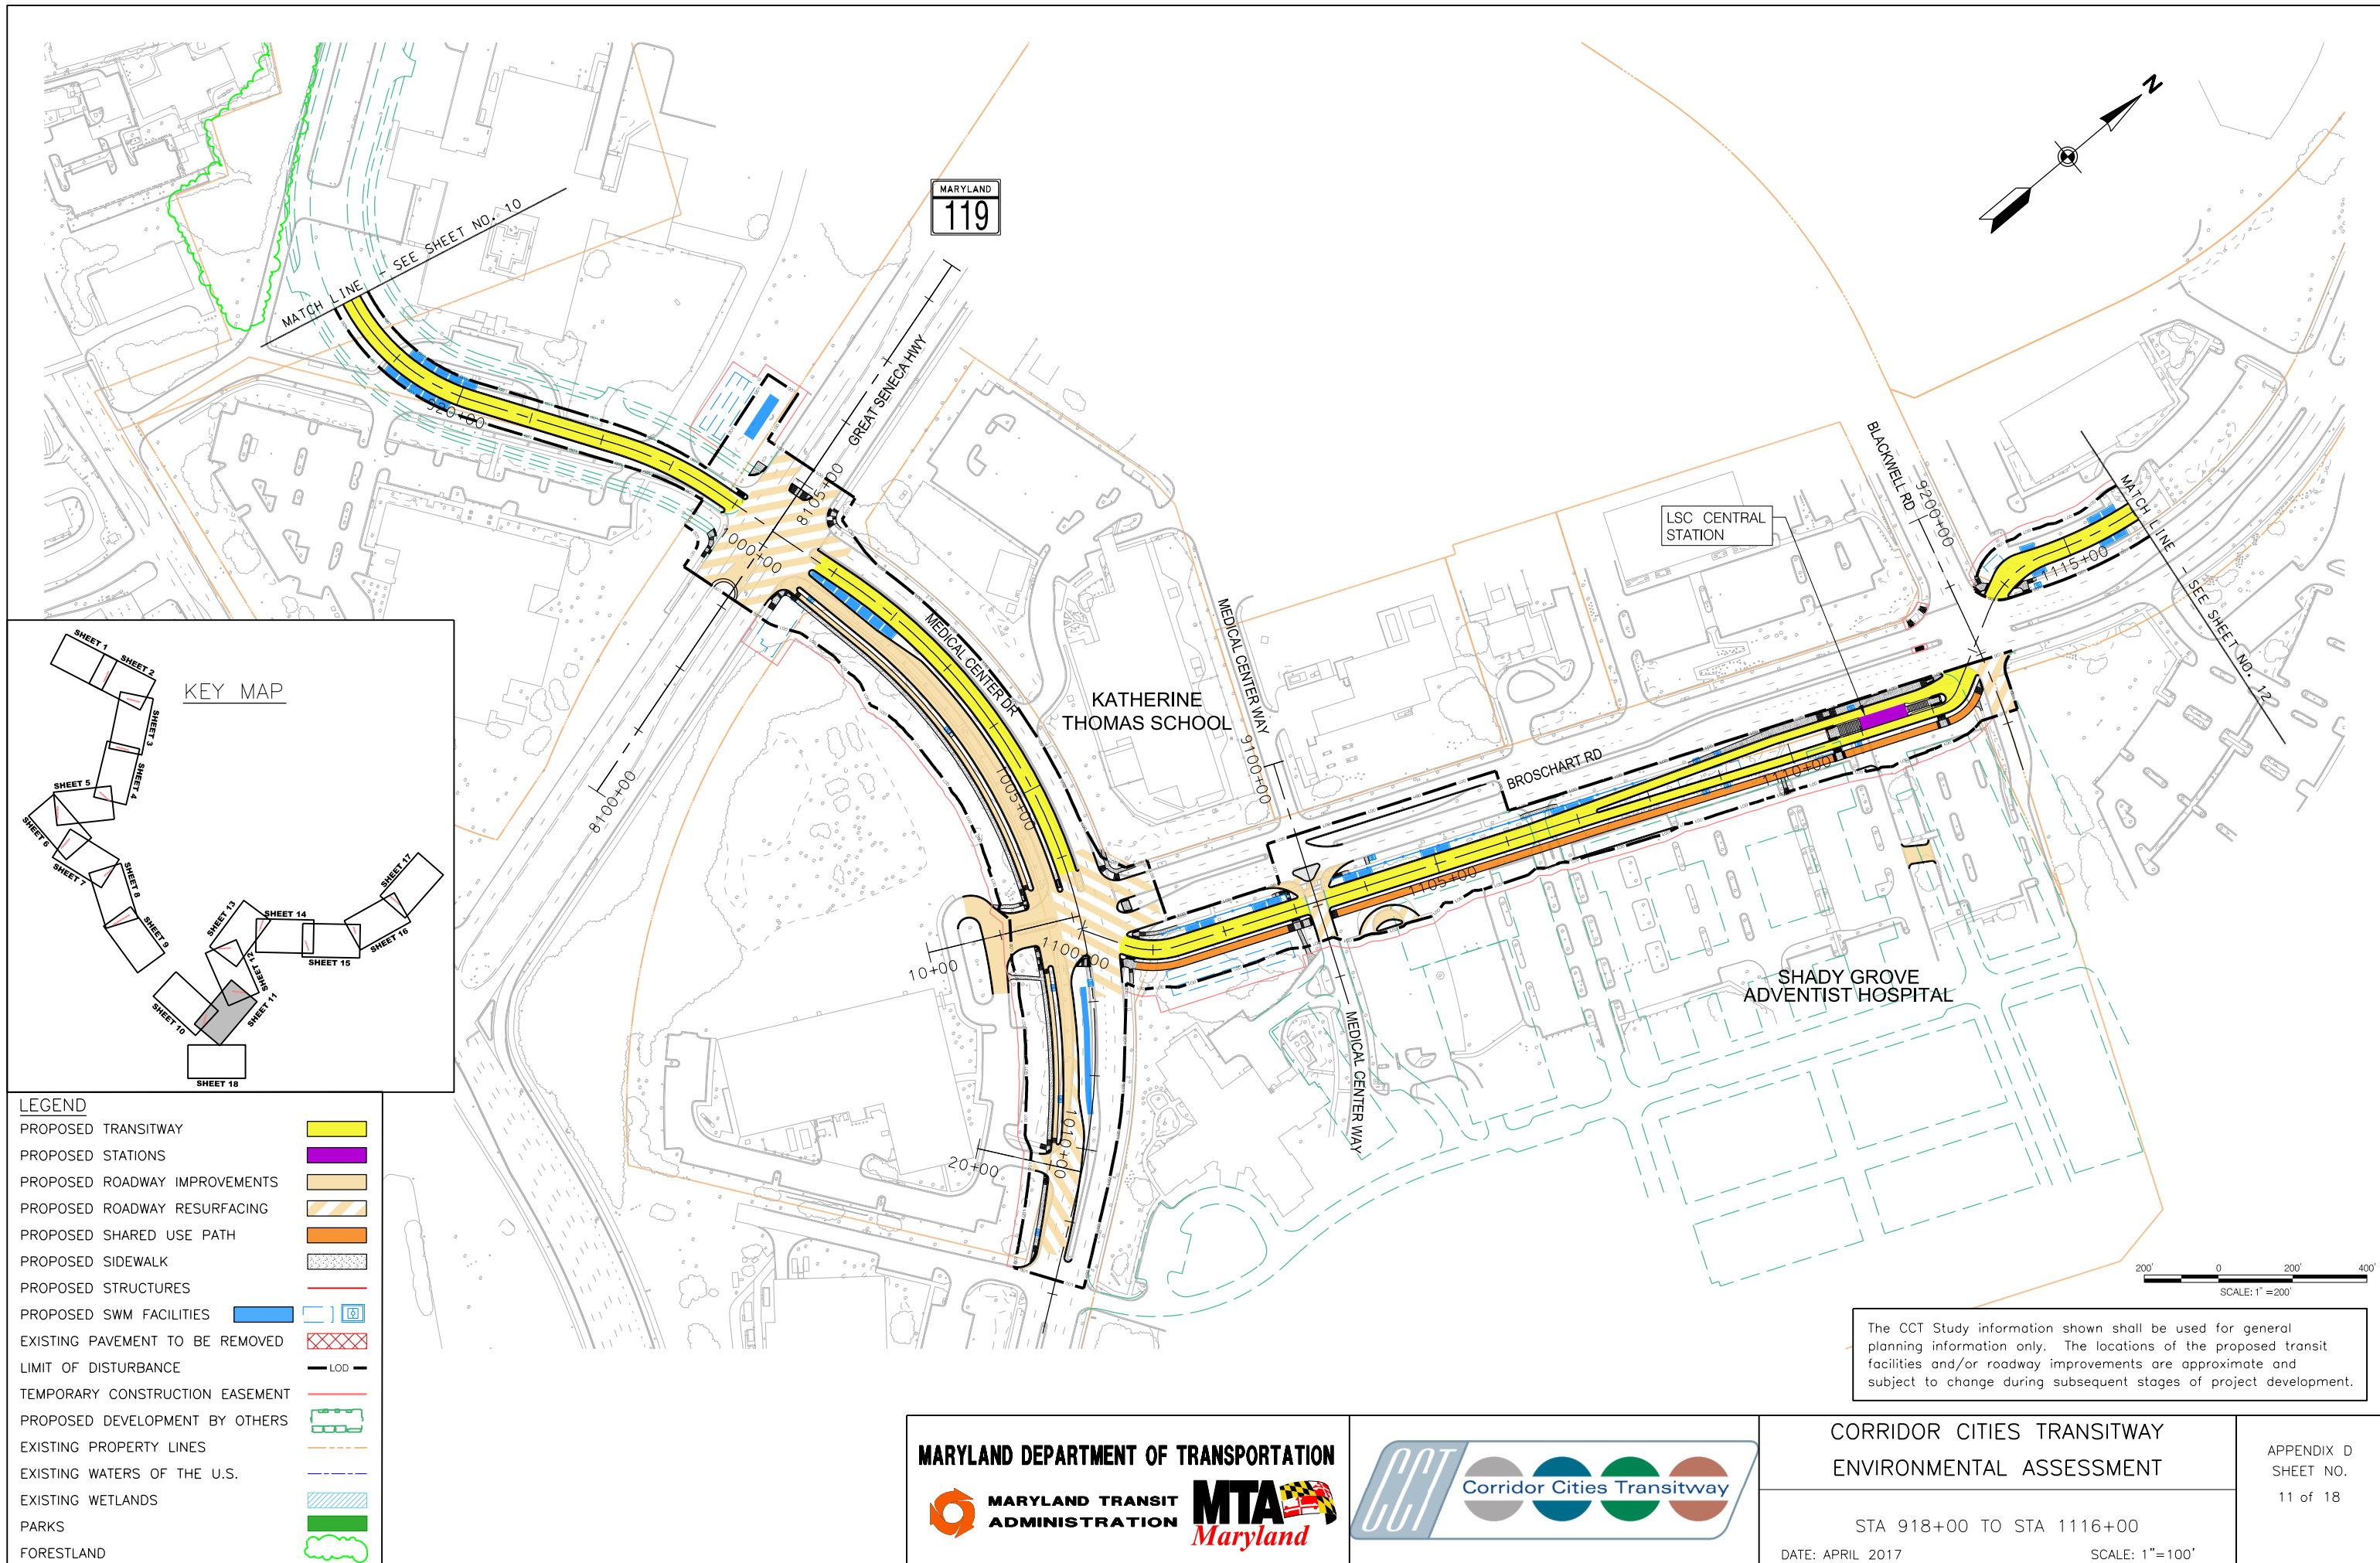 MARYLAND
119
N
MATCH LINE - SEE SHEET NO. 10
920+00
GREAT SENECA HWY
8105+00
1000+00
MEDICAL CENTER DR
1005+00
8100+00
KATHERINE
THOMAS SCHOOL
MEDICAL CENTER WAY
9100+00
BROSCHART RD
LSC CENTRAL
STATION
BLACKWELL RD
9200+00
1115+00
MATCH LINE - SEE SHEET NO. 12
1110+00
1105+00
1100+00
10+00
1010+00
20+00
MEDICAL CENTER WAY
SHADY GROVE
ADVENTIST HOSPITAL
KEY MAP
SHEET 1
SHEET 2
SHEET 3
SHEET 4
SHEET 5
SHEET 6
SHEET 7
SHEET 8
SHEET 9
SHEET 10
SHEET 11
SHEET 12
SHEET 13
SHEET 14
SHEET 15
SHEET 16
SHEET 17
SHEET 18
LEGEND
PROPOSED TRANSITWAY
PROPOSED STATIONS
PROPOSED ROADWAY IMPROVEMENTS
PROPOSED ROADWAY RESURFACING
PROPOSED SHARED USE PATH
PROPOSED SIDEWALK
PROPOSED STRUCTURES
PROPOSED SWM FACILITIES
EXISTING PAVEMENT TO BE REMOVED
LIMIT OF DISTURBANCE LOD
TEMPORARY CONSTRUCTION EASEMENT
PROPOSED DEVELOPMENT BY OTHERS
EXISTING PROPERTY LINES
EXISTING WATERS OF THE U.S.
EXISTING WETLANDS
PARKS
FORESTLAND
200' 0 200' 400'
SCALE: 1" =200'
The CCT Study information shown shall be used for general
planning information only. The locations of the proposed transit
facilities and/or roadway improvements are approximate and
subject to change during subsequent stages of project development.
MARYLAND DEPARTMENT OF TRANSPORTATION
MARYLAND TRANSIT
ADMINISTRATION
MTA
Maryland
CCT
Corridor Cities Transitway
CORRIDOR CITIES TRANSITWAY
ENVIRONMENTAL ASSESSMENT
STA 918+00 TO STA 1116+00
DATE: APRIL 2017
SCALE: 1"=100'
APPENDIX D
SHEET NO.
11 of 18